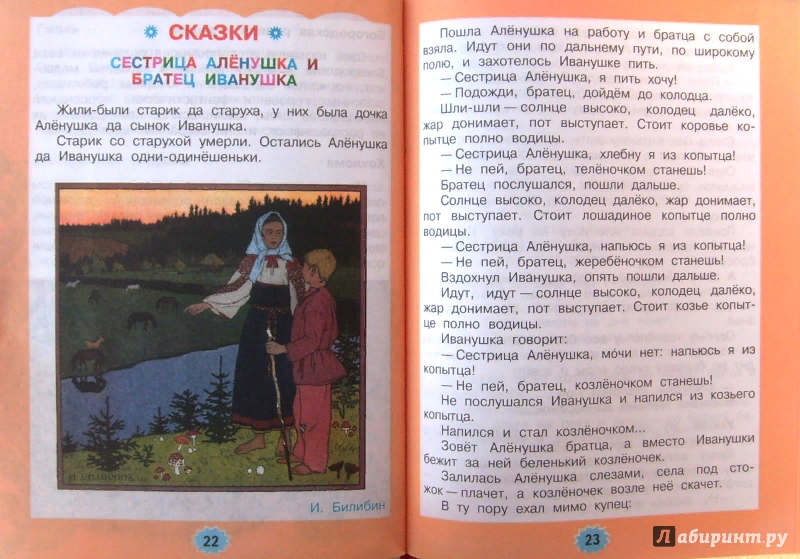 СКАЗКИ
СЕСТРИЦА АЛЁНУШКА И
БРАТЕЦ ИВАНУШКА
Жили-были старик да старуха, у них была дочка
Алёнушка да сынок Иванушка.
Старик со старухой умерли. Остались Алёнушка
да Иванушка одни-одинёшеньки.
И. Билибин
22
Пошла Алёнушка на работу и братца с собой
взяла. Идут они по дальнему пути, по широкому
полю, и захотелось Иванушке пить.
— Сестрица Алёнушка, я пить хочу!
— Подожди, братец, дойдём до колодца.
Шли-шли — солнце высоко, колодец далёко,
жар донимает, пот выступает. Стоит коровье ко-
пытце полно водицы.
— Сестрица Алёнушка, хлебну я из копытца!
— Не пей, братец, телёночком станешь!
Братец послушался, пошли дальше.
Солнце высоко, колодец далёко, жар донимает,
пот выступает. Стоит лошадиное копытце полно
водицы.
— Сестрица Алёнушка, напьюсь я из копытца!
— Не пей, братец, жеребёночком станешь!
Вздохнул Иванушка, опять пошли дальше.
Идут, идут — солнце высоко, колодец далёко,
жар донимает, пот выступает. Стоит козье копыт-
це полно водицы.
Иванушка говорит:
— Сестрица Алёнушка, мо́чи нет: напьюсь я из
копытца!
— Не пей, братец, козлёночком станешь!
Не послушался Иванушка и напился из козьего
копытца.
Напился и стал козлёночком...
Зовёт Алёнушка братца, а вместо Иванушки
бежит за ней беленький козлёночек.
Залилась Алёнушка слезами, села под сто-
жок — плачет, а козлёночек возле неё скачет.
В ту пору ехал мимо купец:
23
Лабиринт.ру